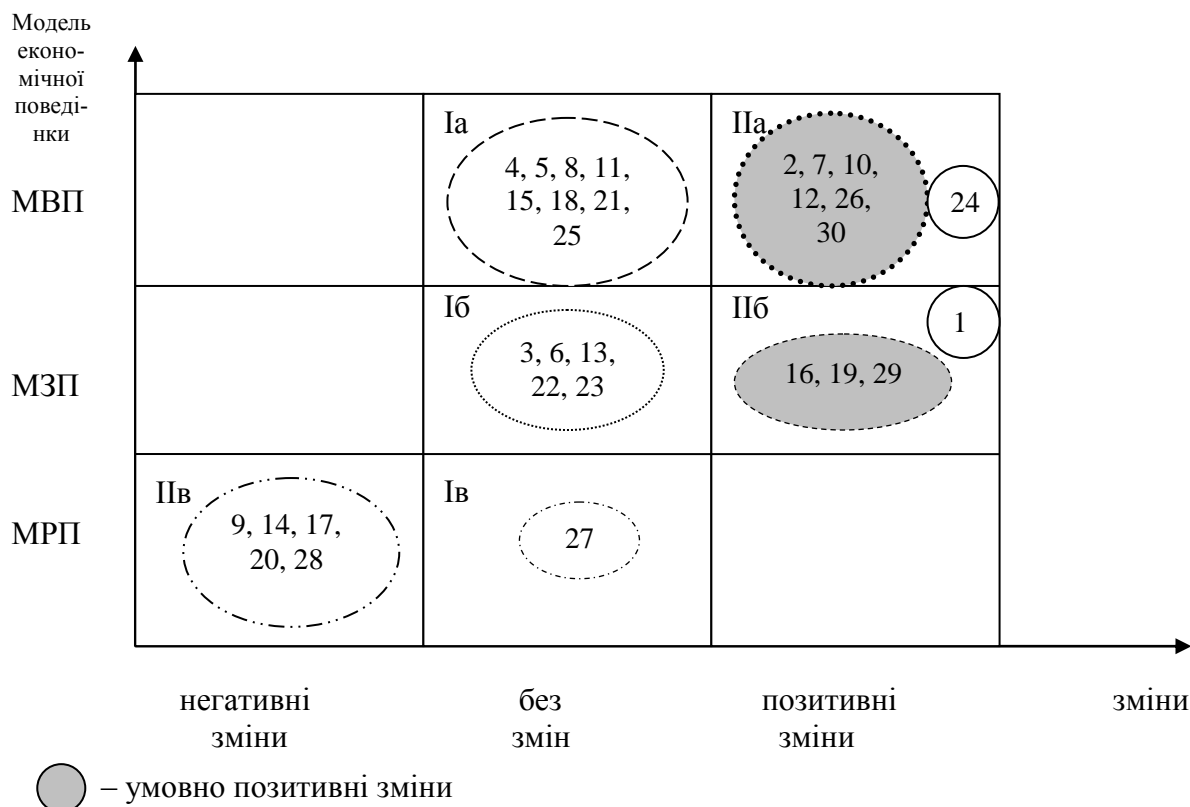 Модель
еконо-
мічної
поведі-
нки
Іа
ІІа
4, 5, 8, 11,
15, 18, 21,
25
2, 7, 10,
12, 26,
30
24
МВП
Іб
ІІб
1
3, 6, 13,
22, 23
16, 19, 29
МЗП
ІІв
Ів
9, 14, 17,
20, 28
27
МРП
негативні
зміни
без
змін
позитивні
зміни
зміни
– умовно позитивні зміни